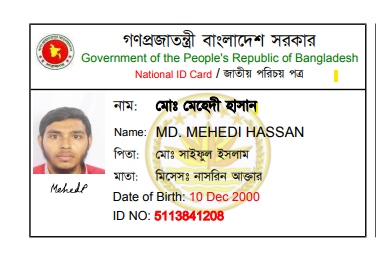 গণপ্রজাতন্ত্রী বাংলাদেশ সরকার
Government of the People's Republic of Bangladesh
National ID Card / জাতীয় পরিচয় পত্র
নাম: মোঃ মেহেদী হাসান
Name: MD. MEHEDI HASSAN
পিতা: মোঃ সাইফুল ইসলাম
মাতা: মিসেসঃ নাসরিন আক্তার
Mehedi
Date of Birth: 10 Dec 2000
ID NO: 5113841208